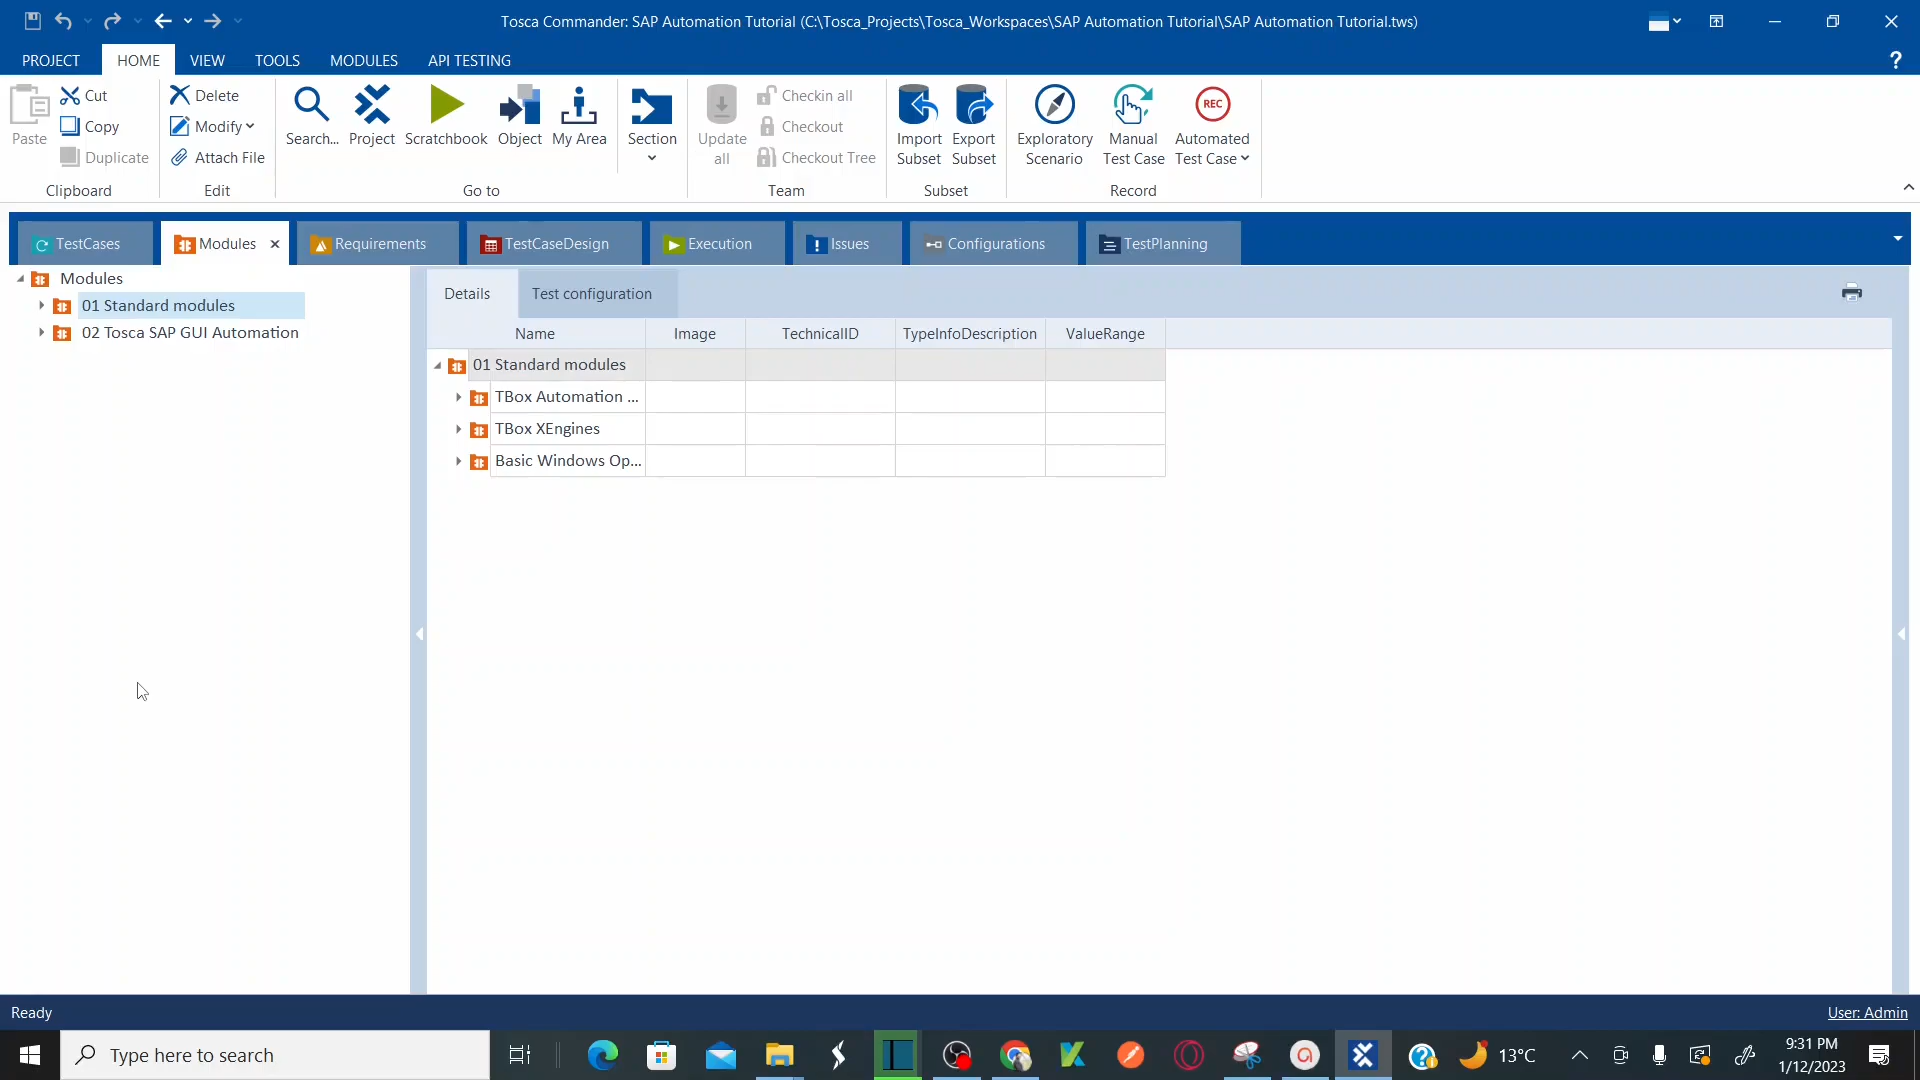 Tosca Commander: SAP Automation Tutorial (C:\Tosca_Projects\Tosca_Workspaces\SAP Automation Tutorial\SAP Automation Tutorial.tws)
PROJECT HOME VIEW TOOLS MODULES API TESTING ?
Paste
Cut
Copy
Duplicate
Clipboard
Delete
Modify
Attach File
Edit
Search... Project Scratchbook Object My Area
Go to
Section
Update all
Checkin all
Checkout
Checkout Tree
Team
Import Subset
Export Subset
Subset
Exploratory Scenario
Manual Test Case
REC
Automated Test Case
Record
TestCases Modules Requirements TestCaseDesign Execution Issues Configurations TestPlanning
Modules
01 Standard modules
02 Tosca SAP GUI Automation
Details Test configuration
Name Image TechnicalID TypeInfoDescription ValueRange
01 Standard modules
TBox Automation ...
TBox XEngines
Basic Windows Op...
Ready User: Admin
Type here to search
13°C
9:31 PM
1/12/2023